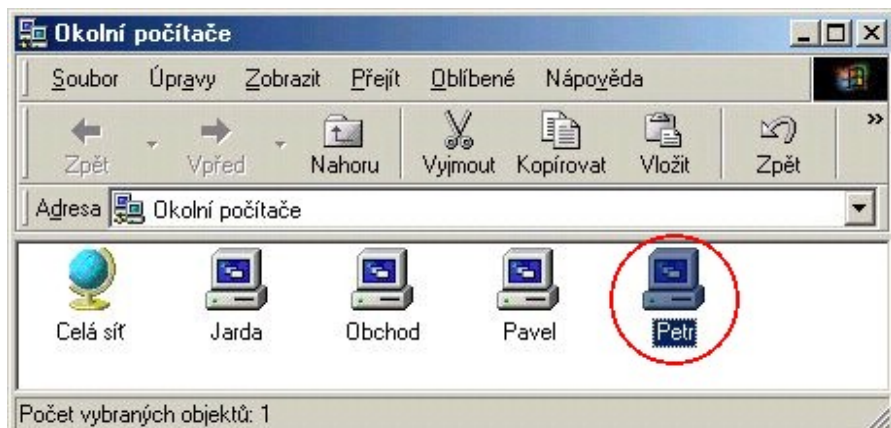 Okolní počítače
Soubor Úpravy Zobrazit Přejít Oblíbené Nápověda
Zpět Vpřed Nahoru Vyjmout Kopírovat Vložit Zpět »
Adresa Okolní počítače
Celá síť Jarda Obchod Pavel Petr
Počet vybraných objektů: 1